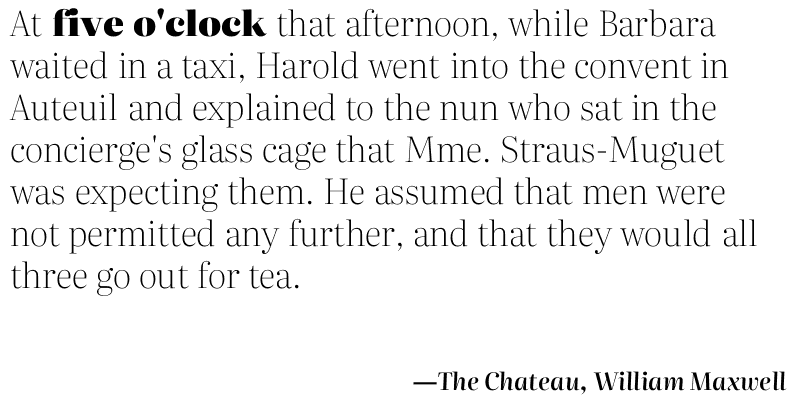 At five o'clock that afternoon, while Barbara
waited in a taxi, Harold went into the convent in
Auteuil and explained to the nun who sat in the
concierge's glass cage that Mme. Straus-Muguet
was expecting them. He assumed that men were
not permitted any further, and that they would all
three go out for tea.
—The Chateau, William Maxwell